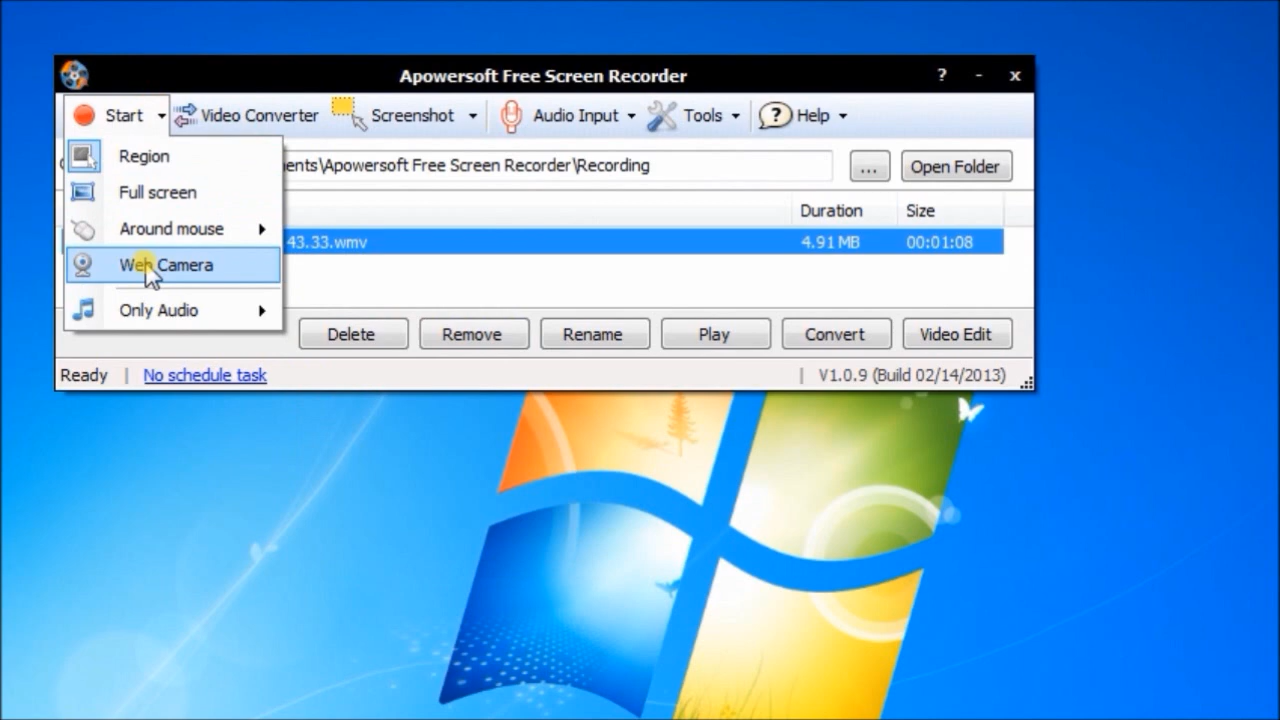 Apowersoft Free Screen Recorder
? - x
Start Video Converter Screenshot Audio Input Tools ? Help
Region
ents\Apowersoft Free Screen Recorder\Recording ... Open Folder
Full screen
Duration Size
Around mouse
43.33.wmv 4.91 MB 00:01:08
Web Camera
Only Audio
Delete Remove Rename Play Convert Video Edit
Ready | No schedule task | V1.0.9 (Build 02/14/2013)